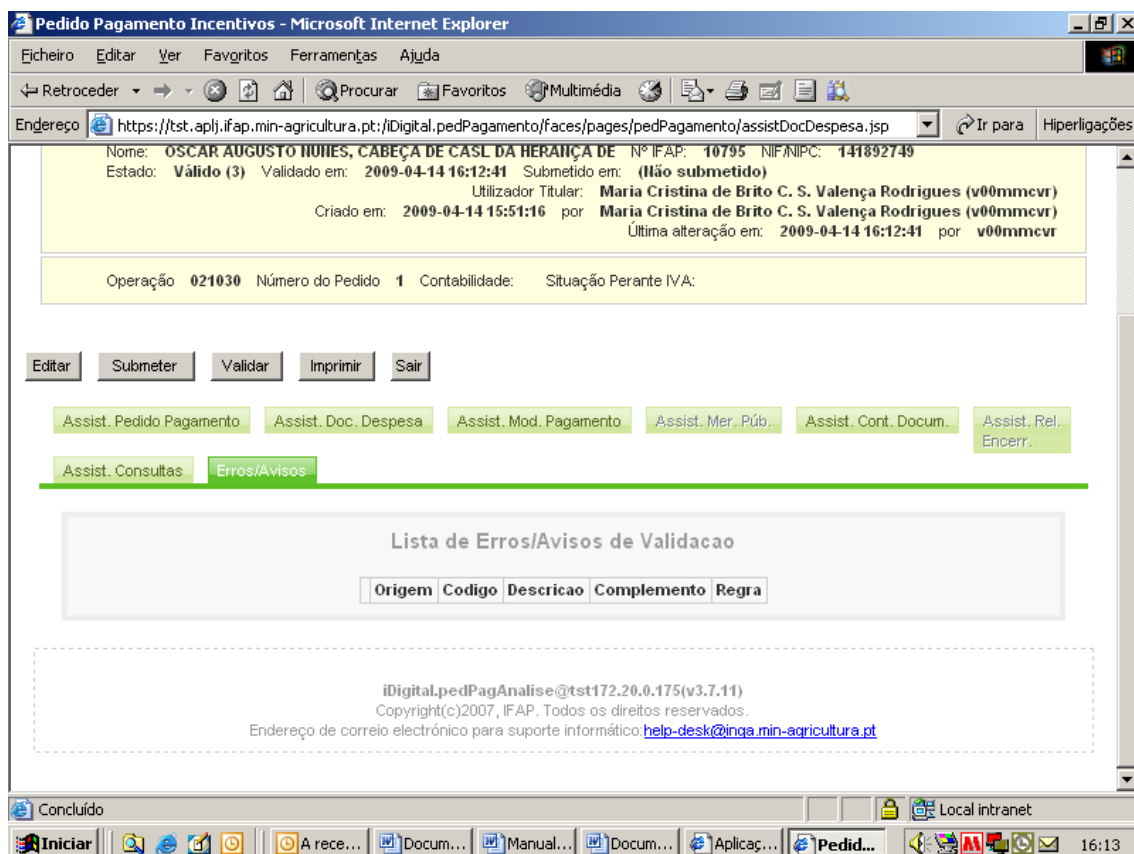 Pedido Pagamento Incentivos - Microsoft Internet Explorer
Ficheiro Editar Ver Favoritos Ferramentas Ajuda
Retroceder Procurar Favoritos Multimédia
Endereço https://tst.aplj.ifap.min-agricultura.pt:/iDigital.pedPagamento/faces/pages/pedPagamento/assistDocDespesa.jsp Ir para Hiperligações
Nome: OSCAR AUGUSTO NUNES, CABEÇA DE CASL DA HERANÇA DE Nº IFAP: 10795 NIF/NIPC: 141892749
Estado: Válido (3) Validado em: 2009-04-14 16:12:41 Submetido em: (Não submetido)
Utilizador Titular: Maria Cristina de Brito C. S. Valença Rodrigues (v00mmcvr)
Criado em: 2009-04-14 15:51:16 por Maria Cristina de Brito C. S. Valença Rodrigues (v00mmcvr)
Última alteração em: 2009-04-14 16:12:41 por v00mmcvr
Operação 021030 Número do Pedido 1 Contabilidade: Situação Perante IVA:
Editar Submeter Validar Imprimir Sair
Assist. Pedido Pagamento Assist. Doc. Despesa Assist. Mod. Pagamento Assist. Mer. Púb. Assist. Cont. Docum. Assist. Rel.
Encerr.
Assist. Consultas Erros/Avisos
Lista de Erros/Avisos de Validacao
Origem Codigo Descricao Complemento Regra
iDigital.pedPagAnalise@tst172.20.0.175(v3.7.11)
Copyright(c)2007, IFAP. Todos os direitos reservados.
Endereço de correio electrónico para suporte informático:help-desk@inga.min-agricultura.pt
Concluído Local intranet
Iniciar A rece... Docum... Manual... Docum... Aplicaç... Pedid... 16:13